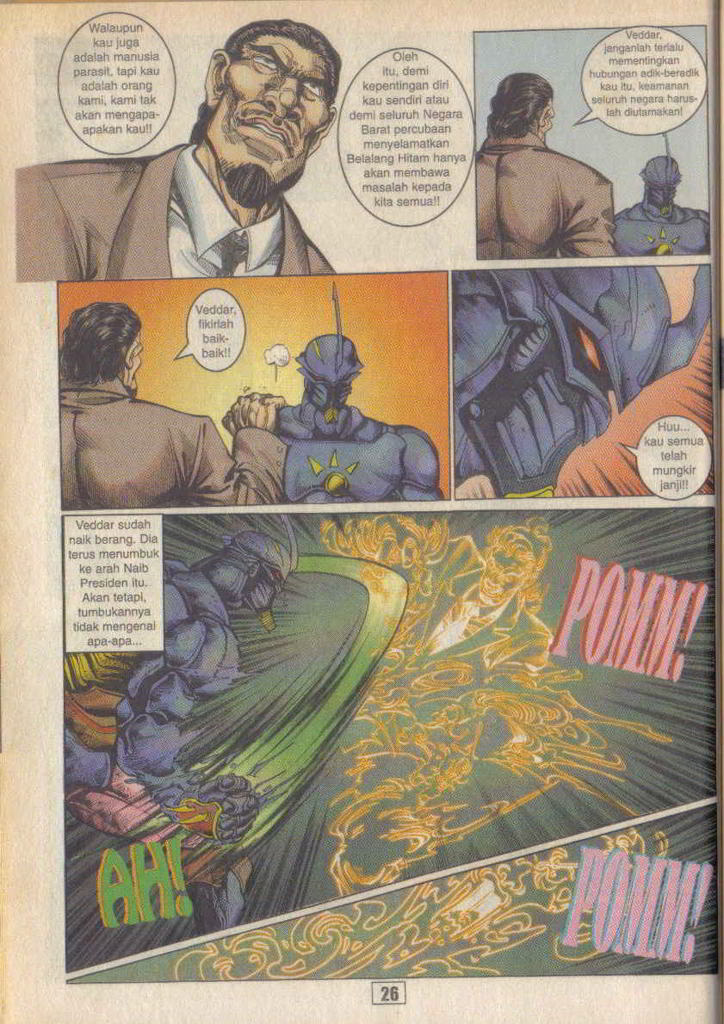 Walaupun
kau juga
adalah manusia
parasit, tapi kau
adalah orang
kami, kami tak
akan mengapa-
apakan kau!!
Oleh
itu, demi
kepentingan diri
kau sendiri atau
demi seluruh Negara
Barat percubaan
menyelamatkan
Belalang Hitam hanya
akan membawa
masalah kepada
kita semua!!
Veddar,
janganlah terlalu
mementingkan
hubungan adik-beradik
kau itu, keamanan
seluruh negara harus-
lah diutamakan!
Veddar,
fikirlah
baik-
baik!!
Huu...
kau semua
telah
mungkir
janji!!
Veddar sudah
naik berang. Dia
terus menumbuk
ke arah Naib
Presiden itu.
Akan tetapi,
tumbukannya
tidak mengenai
apa-apa...
POMM!
AH!
POMM!
26